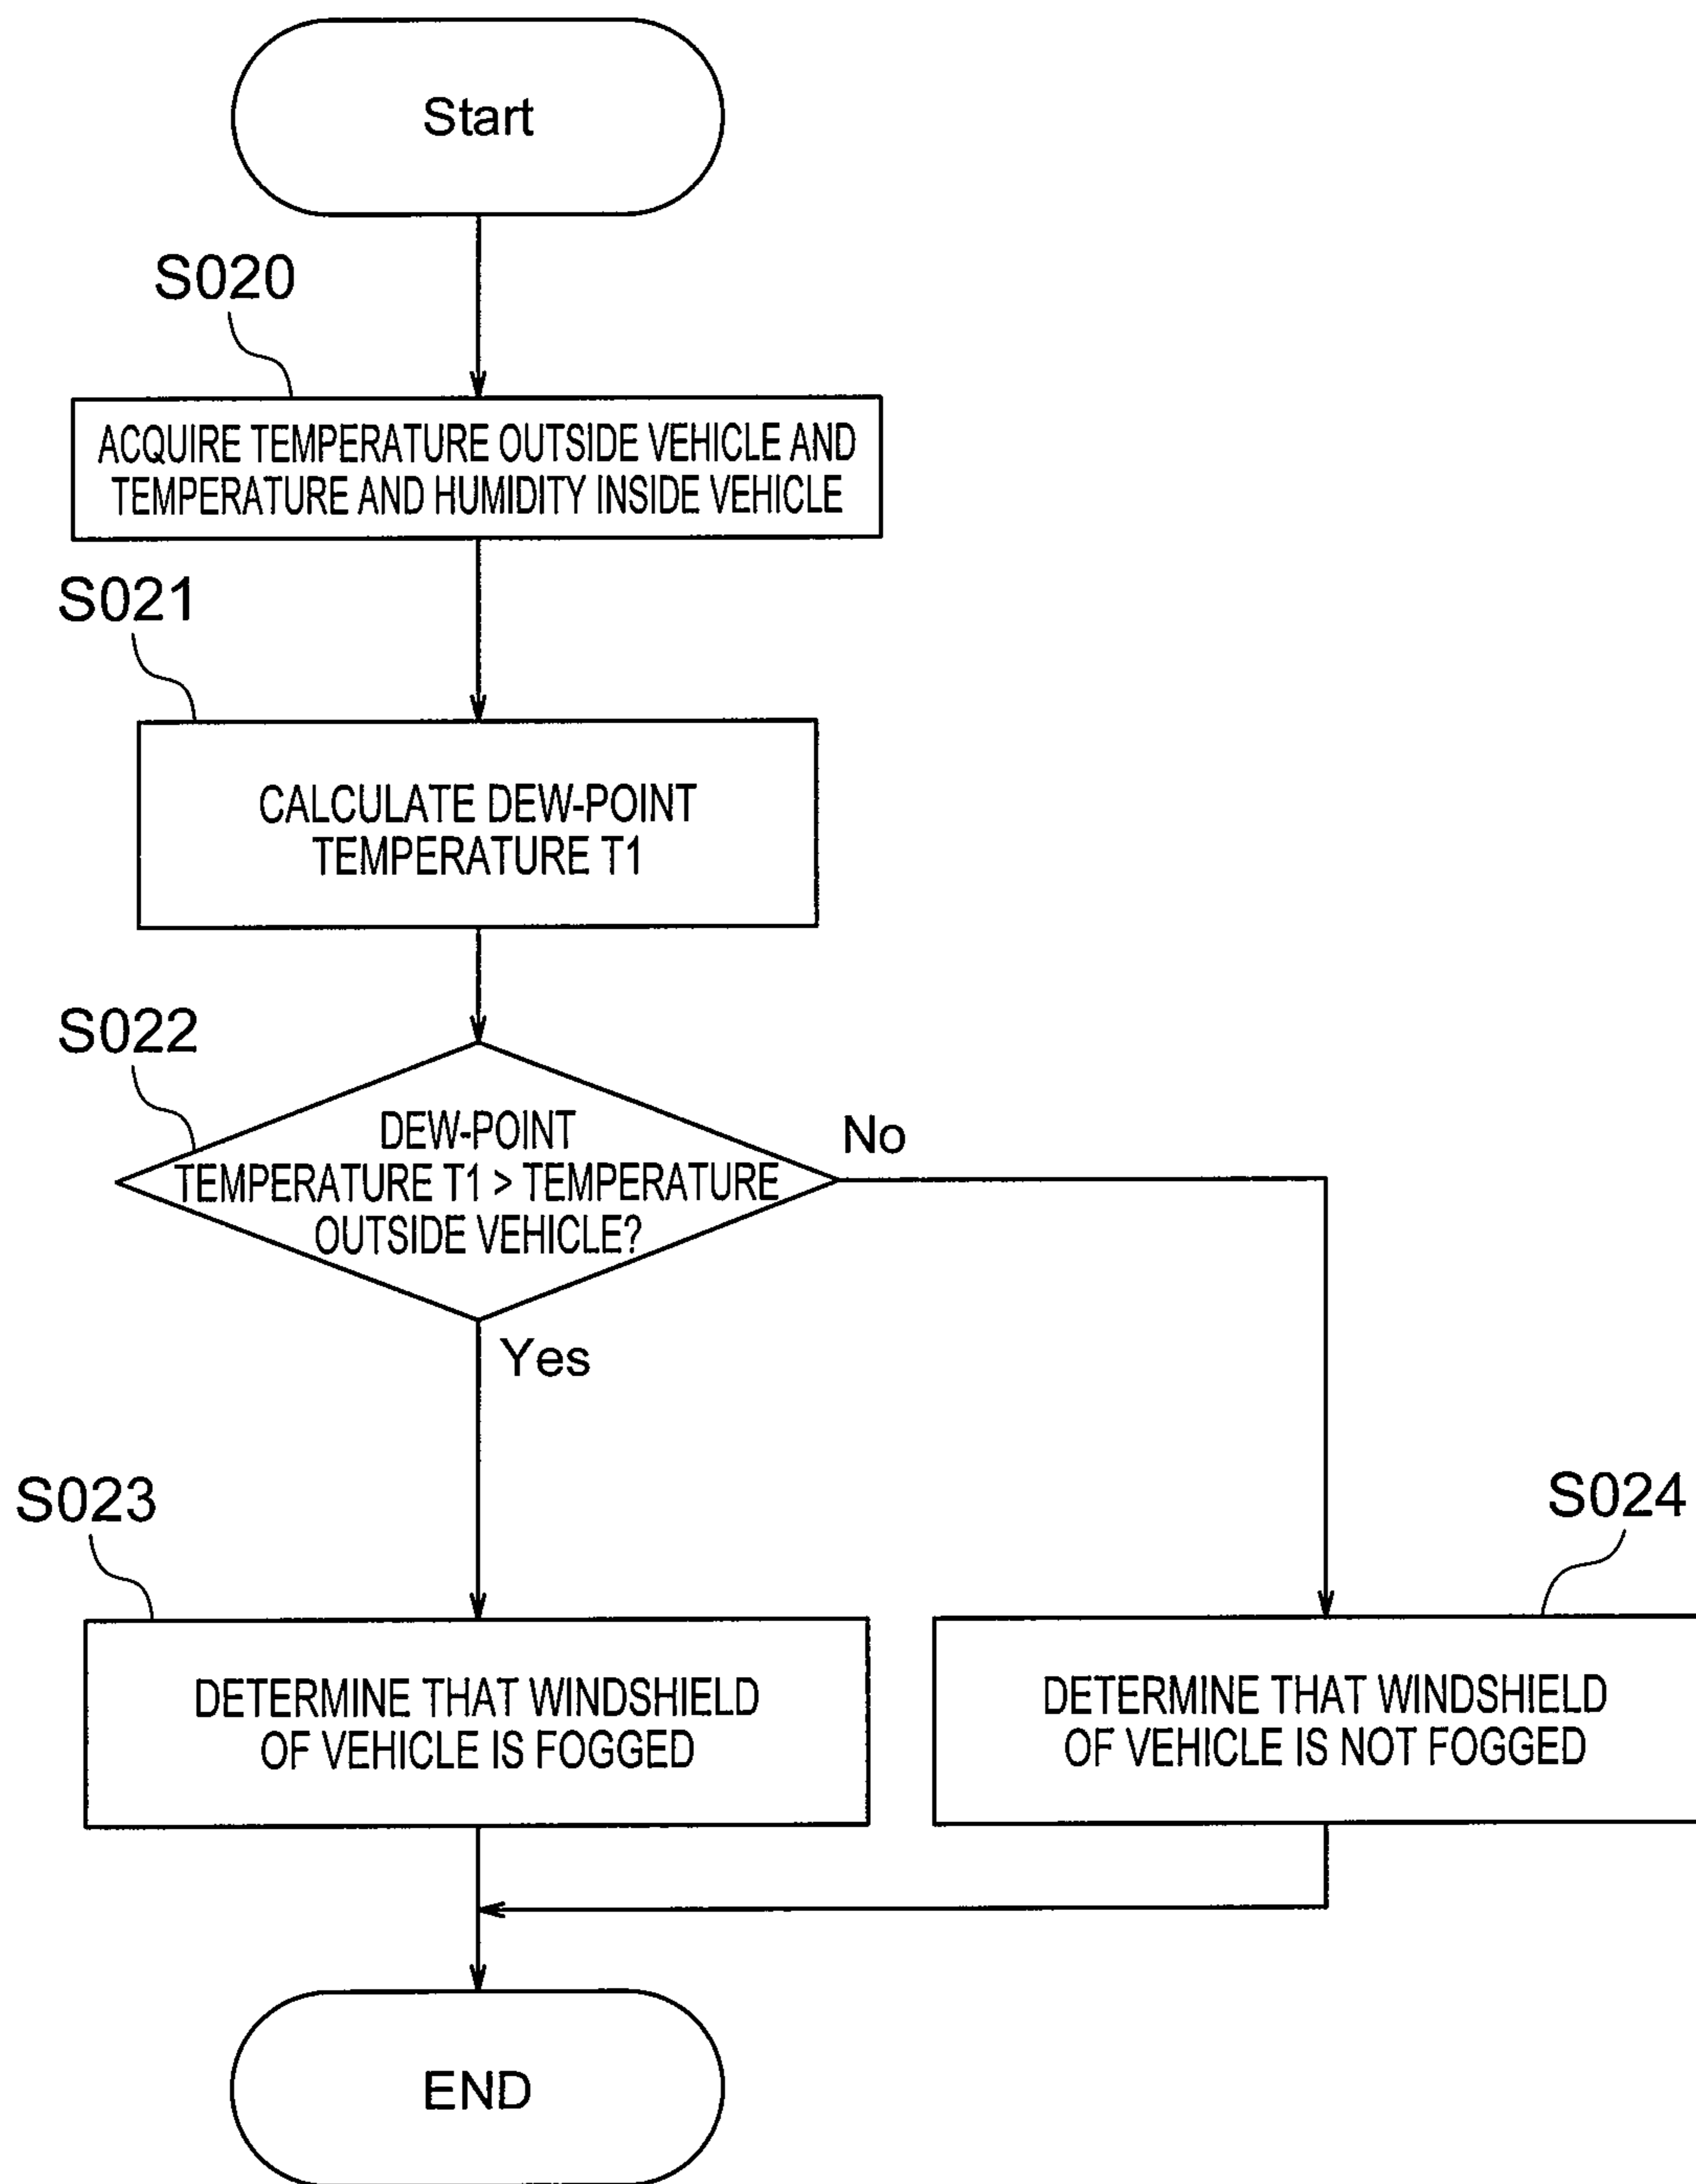 Start
S020
ACQUIRE TEMPERATURE OUTSIDE VEHICLE AND
TEMPERATURE AND HUMIDITY INSIDE VEHICLE
S021
CALCULATE DEW-POINT
TEMPERATURE T1
S022
DEW-POINT
TEMPERATURE T1 > TEMPERATURE
OUTSIDE VEHICLE?
No
Yes
S023
DETERMINE THAT WINDSHIELD
OF VEHICLE IS FOGGED
S024
DETERMINE THAT WINDSHIELD
OF VEHICLE IS NOT FOGGED
END